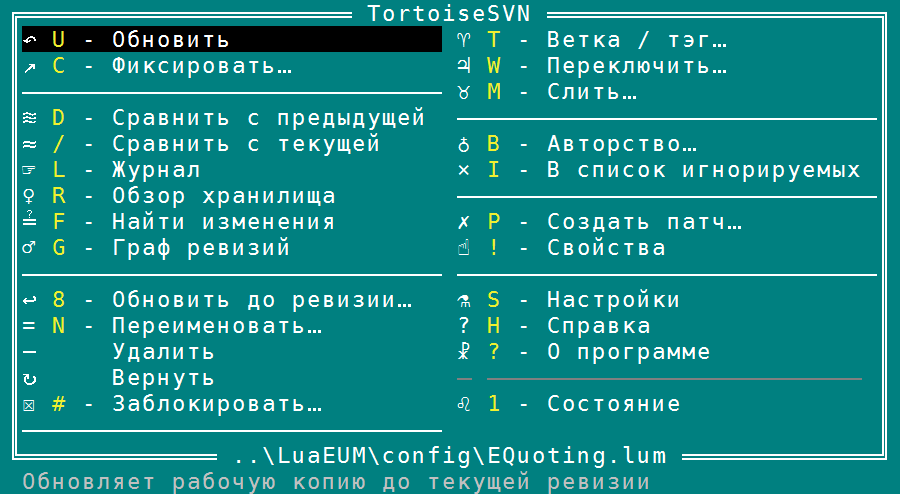 TortoiseSVN
↶ U - Обновить
↗ C - Фиксировать…
≋ D - Сравнить с предыдущей
≈ / - Сравнить с текущей
☞ L - Журнал
♀ R - Обзор хранилища
≟ F - Найти изменения
♂ G - Граф ревизий
↩ 8 - Обновить до ревизии…
= N - Переименовать…
— Удалить
↻ Вернуть
☒ # - Заблокировать…
♈ T - Ветка / тэг…
♃ W - Переключить…
♉ M - Слить…
♁ B - Авторство…
× I - В список игнорируемых
✗ P - Создать патч…
☝ ! - Свойства
⚗ S - Настройки
? H - Справка
☧ ? - О программе
♌ 1 - Состояние
..\LuaEUM\config\EQuoting.lum
Обновляет рабочую копию до текущей ревизии